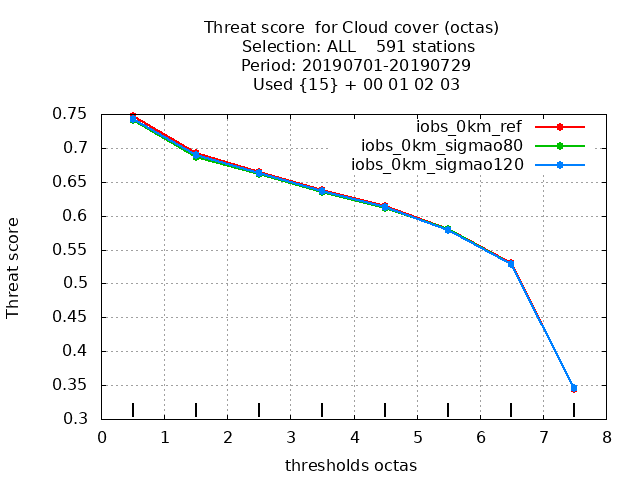 Threat score  for Cloud cover (octas)
Selection: ALL    591 stations
Period: 20190701-20190729
Used {15} + 00 01 02 03
iobs_0km_ref
iobs_0km_sigmao80
iobs_0km_sigmao120
Threat score
0.75
0.7
0.65
0.6
0.55
0.5
0.45
0.4
0.35
0.3
0 1 2 3 4 5 6 7 8
thresholds octas